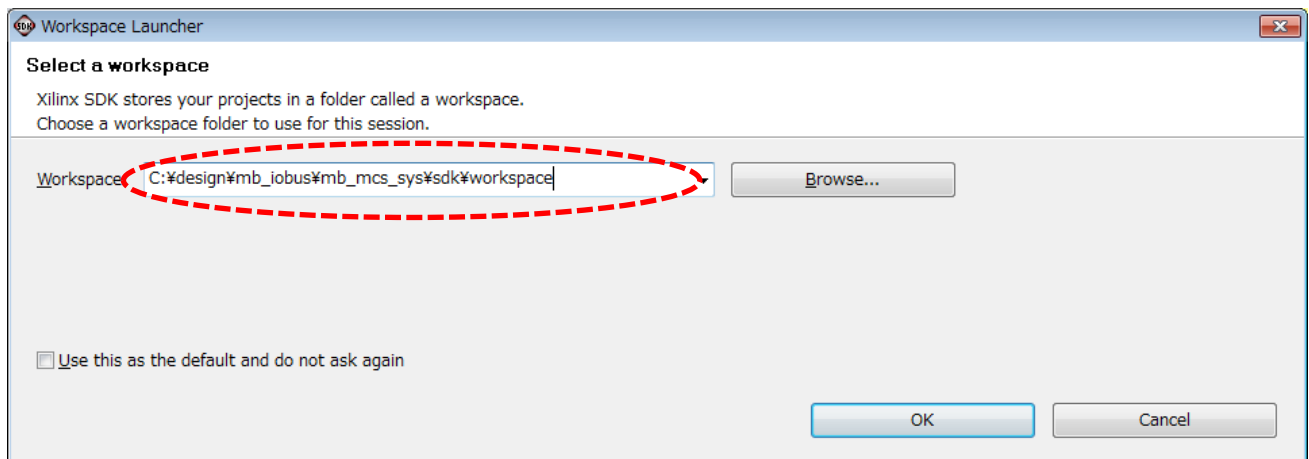 SDK Workspace Launcher
Select a workspace
Xilinx SDK stores your projects in a folder called a workspace.
Choose a workspace folder to use for this session.
Workspace: C:¥design¥mb_iobus¥mb_mcs_sys¥sdk¥workspace Browse...
Use this as the default and do not ask again
OK Cancel